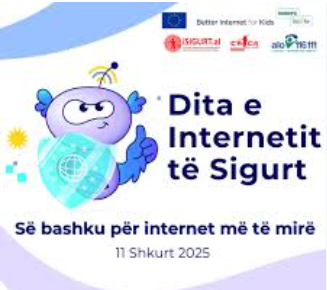 Better Internet for Kids
iSIGURT.al
CRCA
alo 116 111
Dita e
Internetit
të Sigurt
Së bashku për internet më të mirë
11 Shkurt 2025